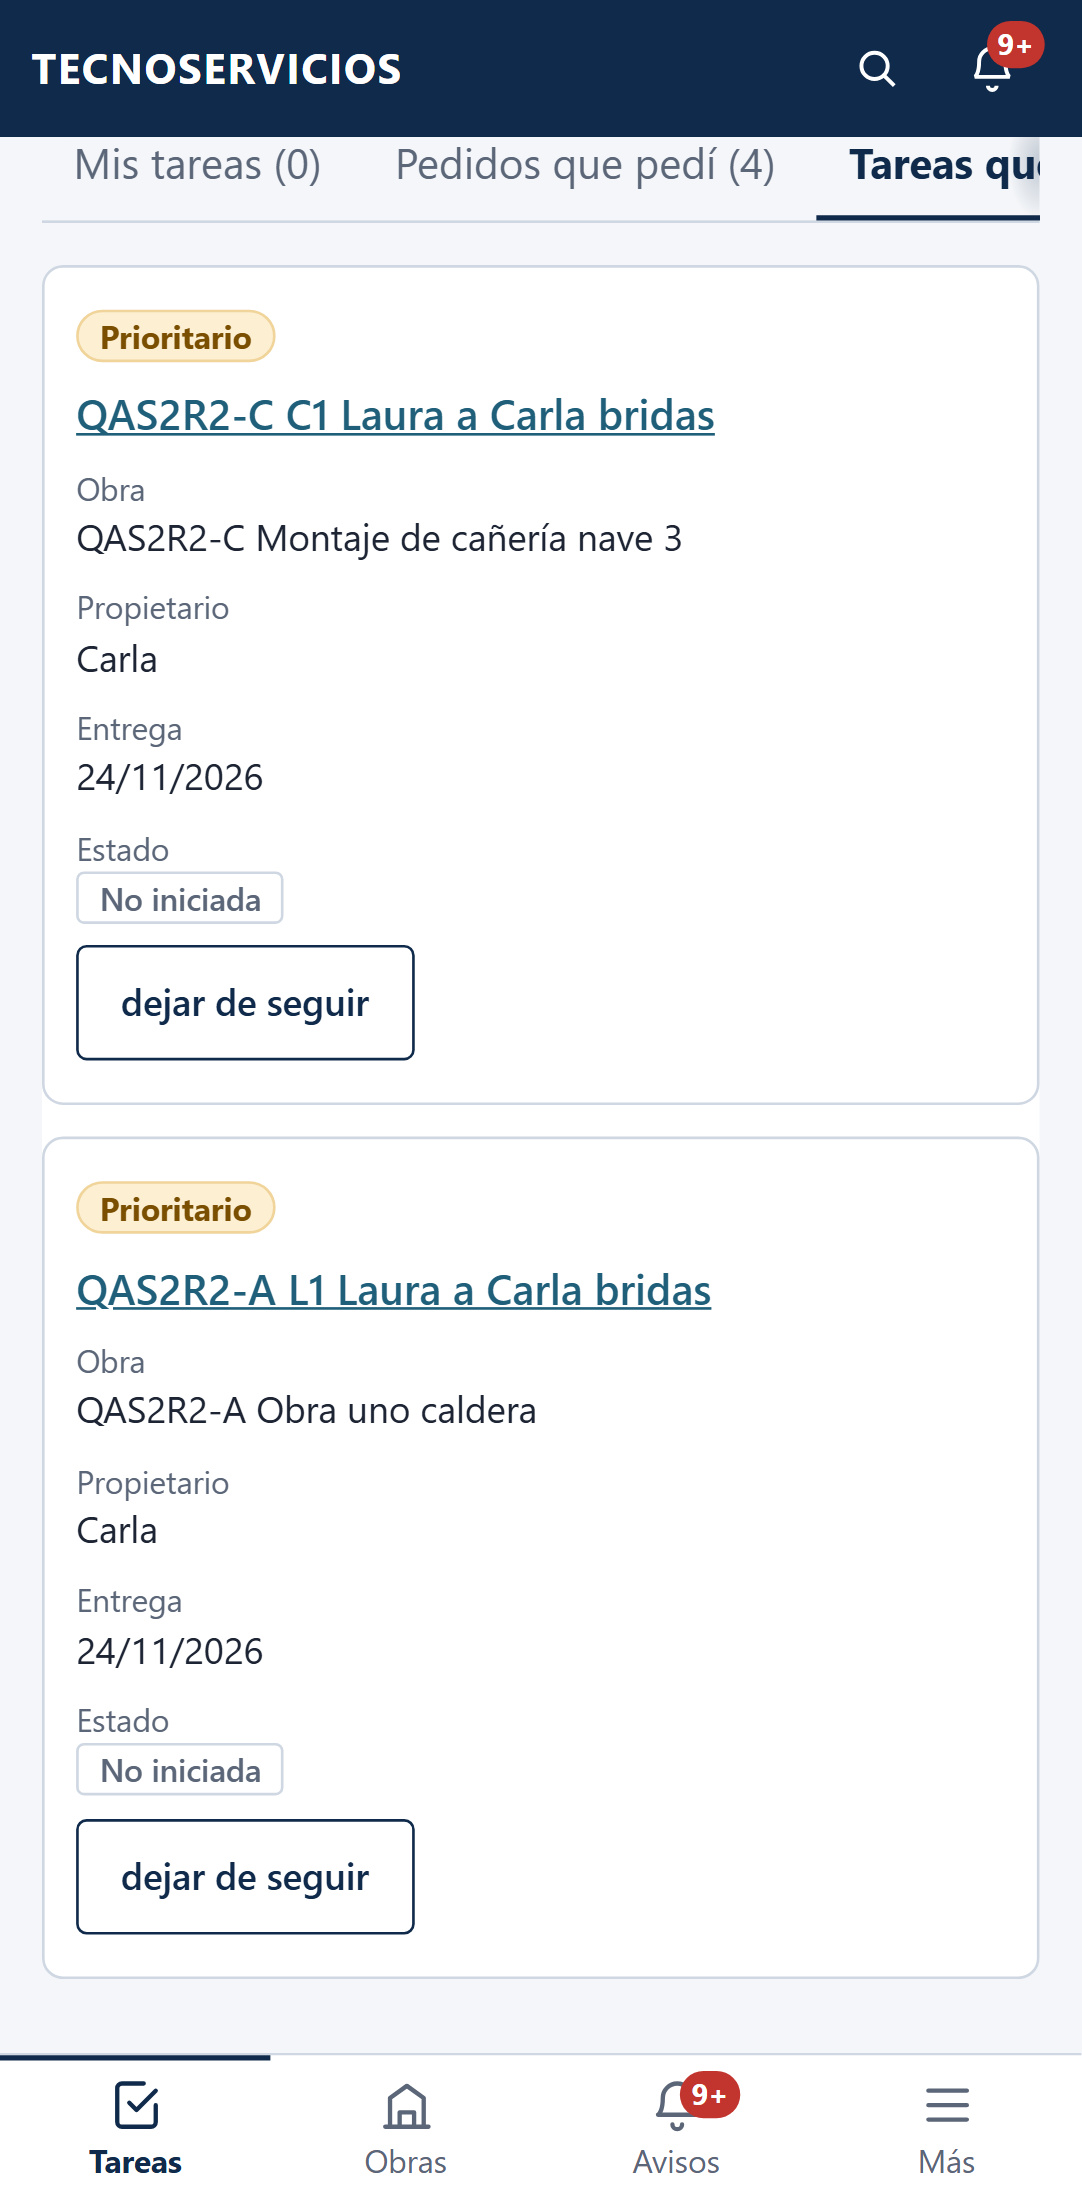 TECNOSERVICIOS
9+
Mis tareas (0)
Pedidos que pedí (4)
Tareas que
Prioritario
QAS2R2-C C1 Laura a Carla bridas
Obra
QAS2R2-C Montaje de cañería nave 3
Propietario
Carla
Entrega
24/11/2026
Estado
No iniciada
dejar de seguir
Prioritario
QAS2R2-A L1 Laura a Carla bridas
Obra
QAS2R2-A Obra uno caldera
Propietario
Carla
Entrega
24/11/2026
Estado
No iniciada
dejar de seguir
9+
Tareas
Obras
Avisos
Más